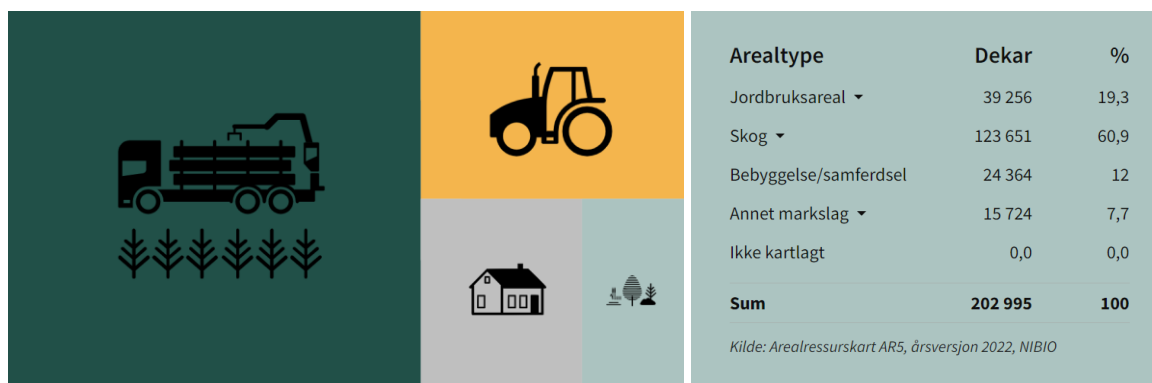 Arealtype Dekar %
Jordbruksareal 39 256 19,3
Skog 123 651 60,9
Bebyggelse/samferdsel 24 364 12
Annet markslag 15 724 7,7
Ikke kartlagt 0,0 0,0
Sum 202 995 100
Kilde: Arealressurskart AR5, årsversjon 2022, NIBIO